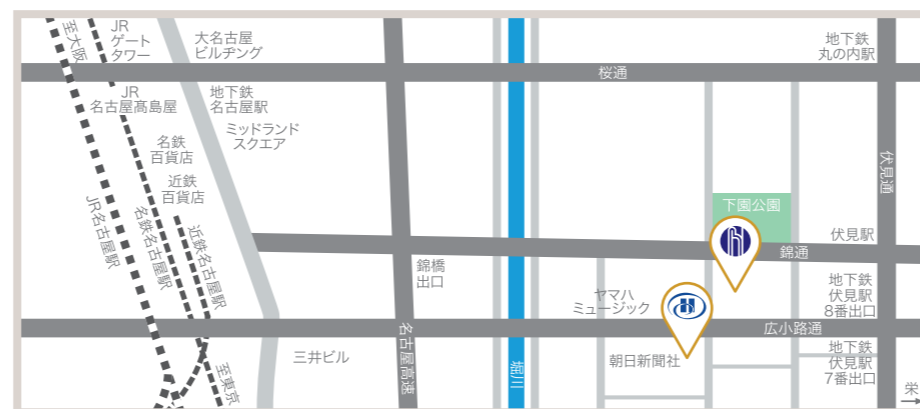 至大阪
JR
ゲート
タワー
大名古屋
ビルヂング
地下鉄
丸の内駅
桜通
JR
名古屋髙島屋
地下鉄
名古屋駅
ミッドランド
スクエア
名鉄
百貨店
近鉄
百貨店
伏見通
下園公園
JR名古屋駅
名鉄名古屋駅
近鉄名古屋駅
伏見駅
錦通
錦橋
出口
ヤマハ
ミュージック
地下鉄
伏見駅
8番出口
名古屋高速
広小路通
三井ビル
堀川
朝日新聞社
地下鉄
伏見駅
7番出口
至東京
栄